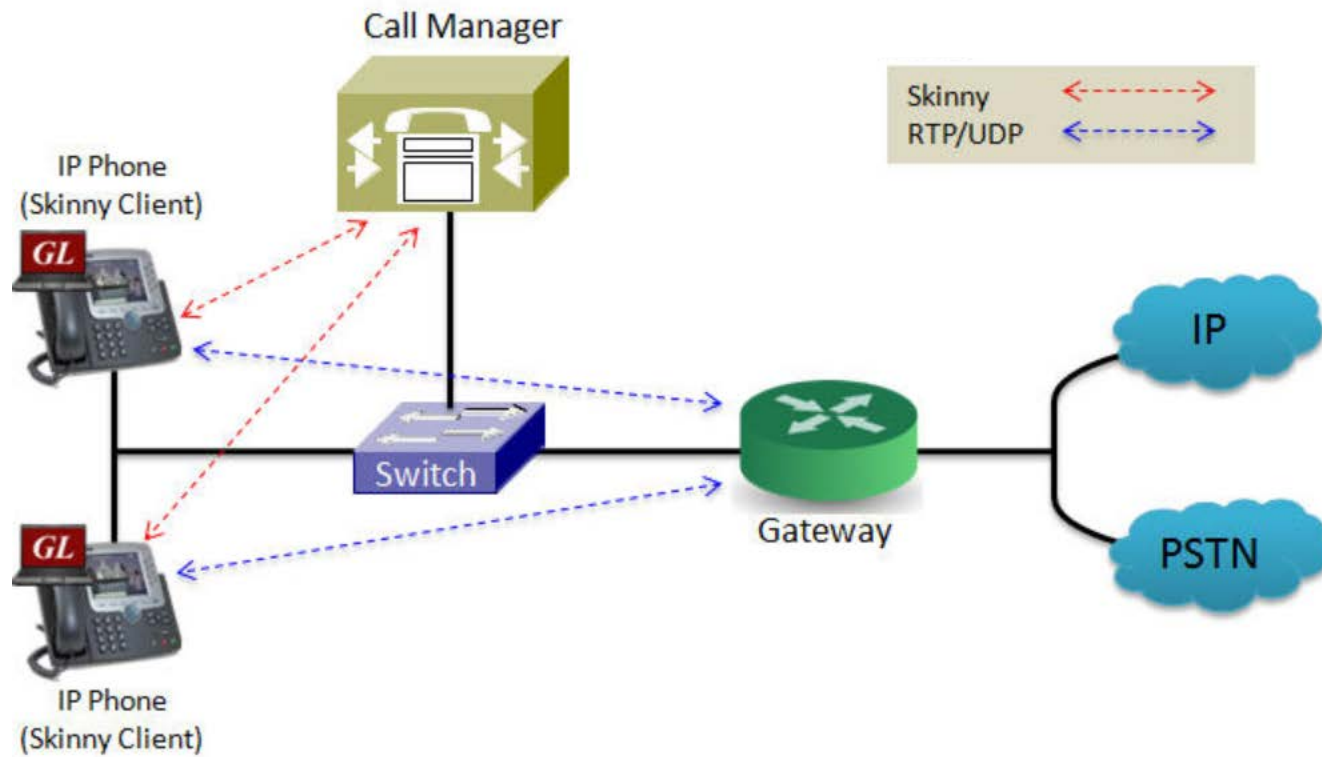 Call Manager
Skinny
RTP/UDP
IP Phone
(Skinny Client)
GL
IP
Switch
Gateway
GL
PSTN
IP Phone
(Skinny Client)